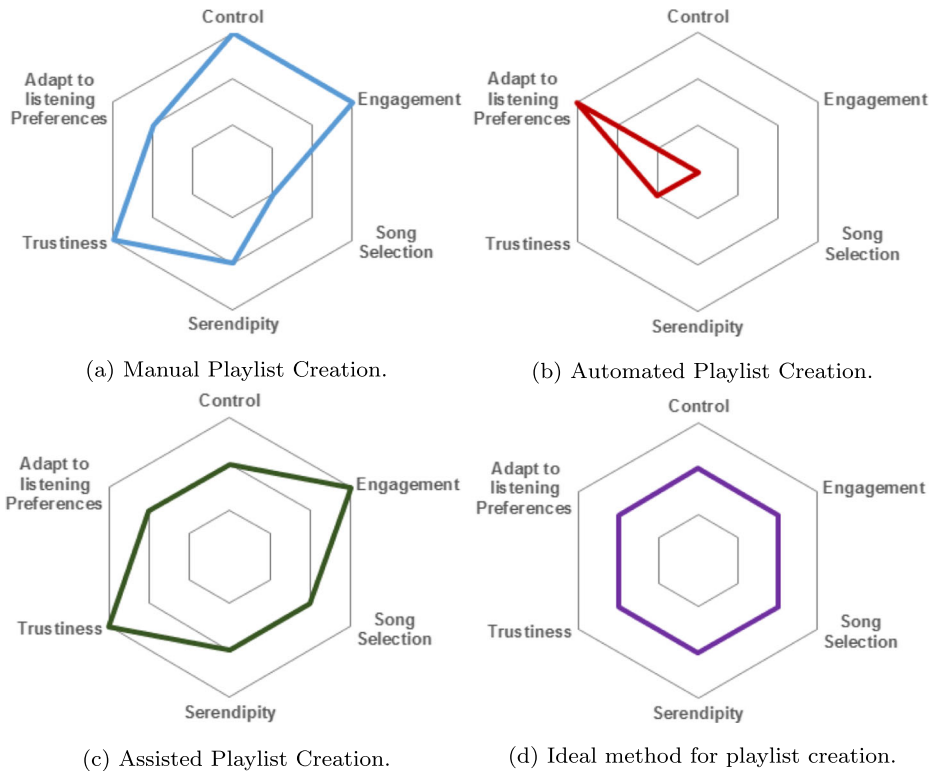 Control
Adapt to
listening
Preferences
Engagement
Trustiness
Song
Selection
Serendipity
(a) Manual Playlist Creation.
Control
Adapt to
listening
Preferences
Engagement
Trustiness
Song
Selection
Serendipity
(b) Automated Playlist Creation.
Control
Adapt to
listening
Preferences
Engagement
Trustiness
Song
Selection
Serendipity
(c) Assisted Playlist Creation.
Control
Adapt to
listening
Preferences
Engagement
Trustiness
Song
Selection
Serendipity
(d) Ideal method for playlist creation.